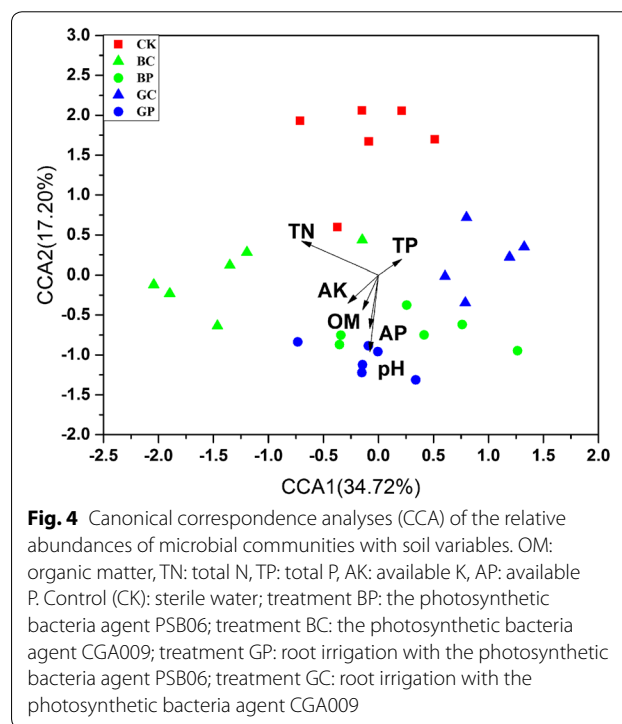 3.0
2.5
2.0
1.5
1.0
0.5
0.0
-0.5
-1.0
-1.5
-2.0
CCA2(17.20%)
CK
BC
BP
GC
GP
TN
TP
AK
OM
AP
pH
-2.5 -2.0 -1.5 -1.0 -0.5 0.0 0.5 1.0 1.5 2.0
CCA1(34.72%)
Fig. 4 Canonical correspondence analyses (CCA) of the relative
abundances of microbial communities with soil variables. OM:
organic matter, TN: total N, TP: total P, AK: available K, AP: available
P. Control (CK): sterile water; treatment BP: the photosynthetic
bacteria agent PSB06; treatment BC: the photosynthetic bacteria
agent CGA009; treatment GP: root irrigation with the photosynthetic
bacteria agent PSB06; treatment GC: root irrigation with the
photosynthetic bacteria agent CGA009